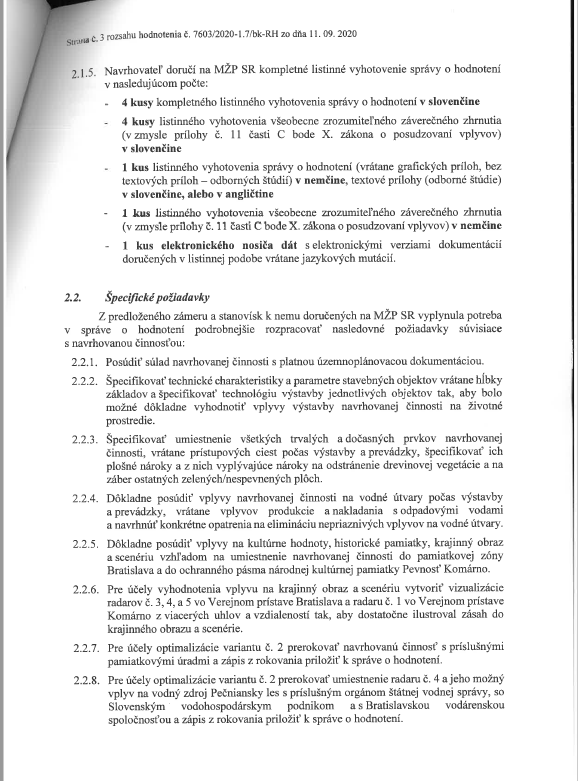 Strana č. 3 rozsahu hodnotenia č. 7603/2020-1.7/bk-RH zo dňa 11. 09. 2020
2.1.5. Navrhovateľ doručí na MŽP SR kompletné listinné vyhotovenie správy o hodnotení
v nasledujúcom počte:
- 4 kusy kompletného listinného vyhotovenia správy o hodnotení v slovenčine
- 4 kusy listinného vyhotovenia všeobecne zrozumiteľného záverečného zhrnutia
(v zmysle prílohy č. 11 časti C bode X. zákona o posudzovaní vplyvov)
v slovenčine
- 1 kus listinného vyhotovenia správy o hodnotení (vrátane grafických príloh, bez
textových príloh – odborných štúdií) v nemčine, textové prílohy (odborné štúdie)
v slovenčine, alebo v angličtine
- 1 kus listinného vyhotovenia všeobecne zrozumiteľného záverečného zhrnutia
(v zmysle prílohy č. 11 časti C bode X. zákona o posudzovaní vplyvov) v nemčine
- 1 kus elektronického nosiča dát s elektronickými verziami dokumentácií
doručených v listinnej podobe vrátane jazykových mutácií.
2.2. Špecifické požiadavky
Z predloženého zámeru a stanovísk k nemu doručených na MŽP SR vyplynula potreba
v správe o hodnotení podrobnejšie rozpracovať nasledovné požiadavky súvisiace
s navrhovanou činnosťou:
2.2.1. Posúdiť súlad navrhovanej činnosti s platnou územnoplánovacou dokumentáciou.
2.2.2. Špecifikovať technické charakteristiky a parametre stavebných objektov vrátane hĺbky
základov a špecifikovať technológiu výstavby jednotlivých objektov tak, aby bolo
možné dôkladne vyhodnotiť vplyvy výstavby navrhovanej činnosti na životné
prostredie.
2.2.3. Špecifikovať umiestnenie všetkých trvalých a dočasných prvkov navrhovanej
činnosti, vrátane prístupových ciest počas výstavby a prevádzky, špecifikovať ich
plošné nároky a z nich vyplývajúce nároky na odstránenie drevinovej vegetácie a na
záber ostatných zelených/nespevnených plôch.
2.2.4. Dôkladne posúdiť vplyvy navrhovanej činnosti na vodné útvary počas výstavby
a prevádzky, vrátane vplyvov produkcie a nakladania s odpadovými vodami
a navrhnúť konkrétne opatrenia na elimináciu nepriaznivých vplyvov na vodné útvary.
2.2.5. Dôkladne posúdiť vplyvy na kultúrne hodnoty, historické pamiatky, krajinný obraz
a scenériu vzhľadom na umiestnenie navrhovanej činnosti do pamiatkovej zóny
Bratislava a do ochranného pásma národnej kultúrnej pamiatky Pevnosť Komárno.
2.2.6. Pre účely vyhodnotenia vplyvu na krajinný obraz a scenériu vytvoriť vizualizácie
radarov č. 3, 4, a 5 vo Verejnom prístave Bratislava a radaru č. 1 vo Verejnom prístave
Komárno z viacerých uhlov a vzdialeností tak, aby dostatočne ilustroval zásah do
krajinného obrazu a scenérie.
2.2.7. Pre účely optimalizácie variantu č. 2 prerokovať navrhovanú činnosť s príslušnými
pamiatkovými úradmi a zápis z rokovania priložiť k správe o hodnotení.
2.2.8. Pre účely optimalizácie variantu č. 2 prerokovať umiestnenie radaru č. 4 a jeho možný
vplyv na vodný zdroj Pečniansky les s príslušným orgánom štátnej vodnej správy, so
Slovenským vodohospodárskym podnikom a s Bratislavskou vodárenskou
spoločnosťou a zápis z rokovania priložiť k správe o hodnotení.